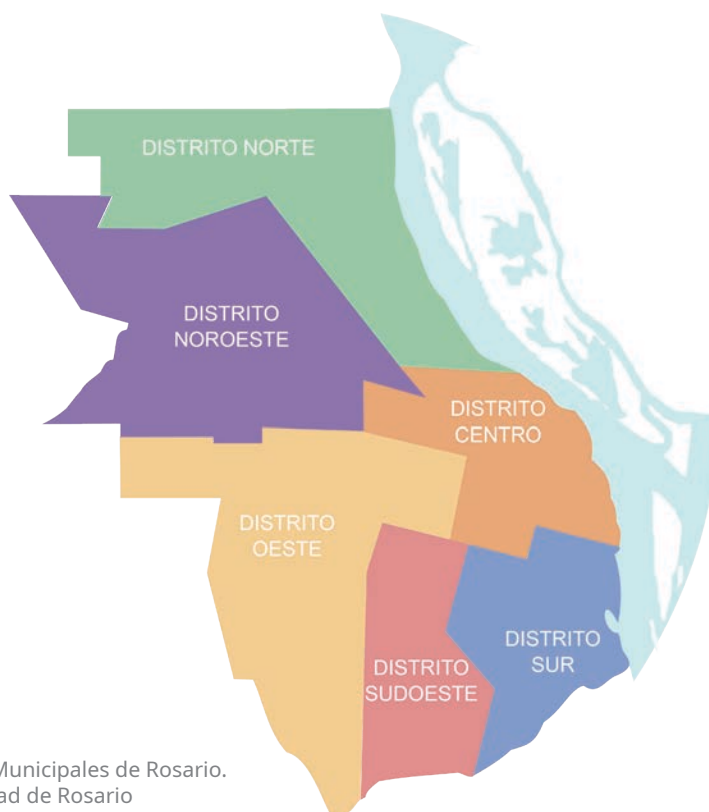 DISTRITO NORTE
DISTRITO
NOROESTE
DISTRITO
CENTRO
DISTRITO
OESTE
DISTRITO
SUR
DISTRITO
SUDOESTE
Municipales de Rosario.
ad de Rosario